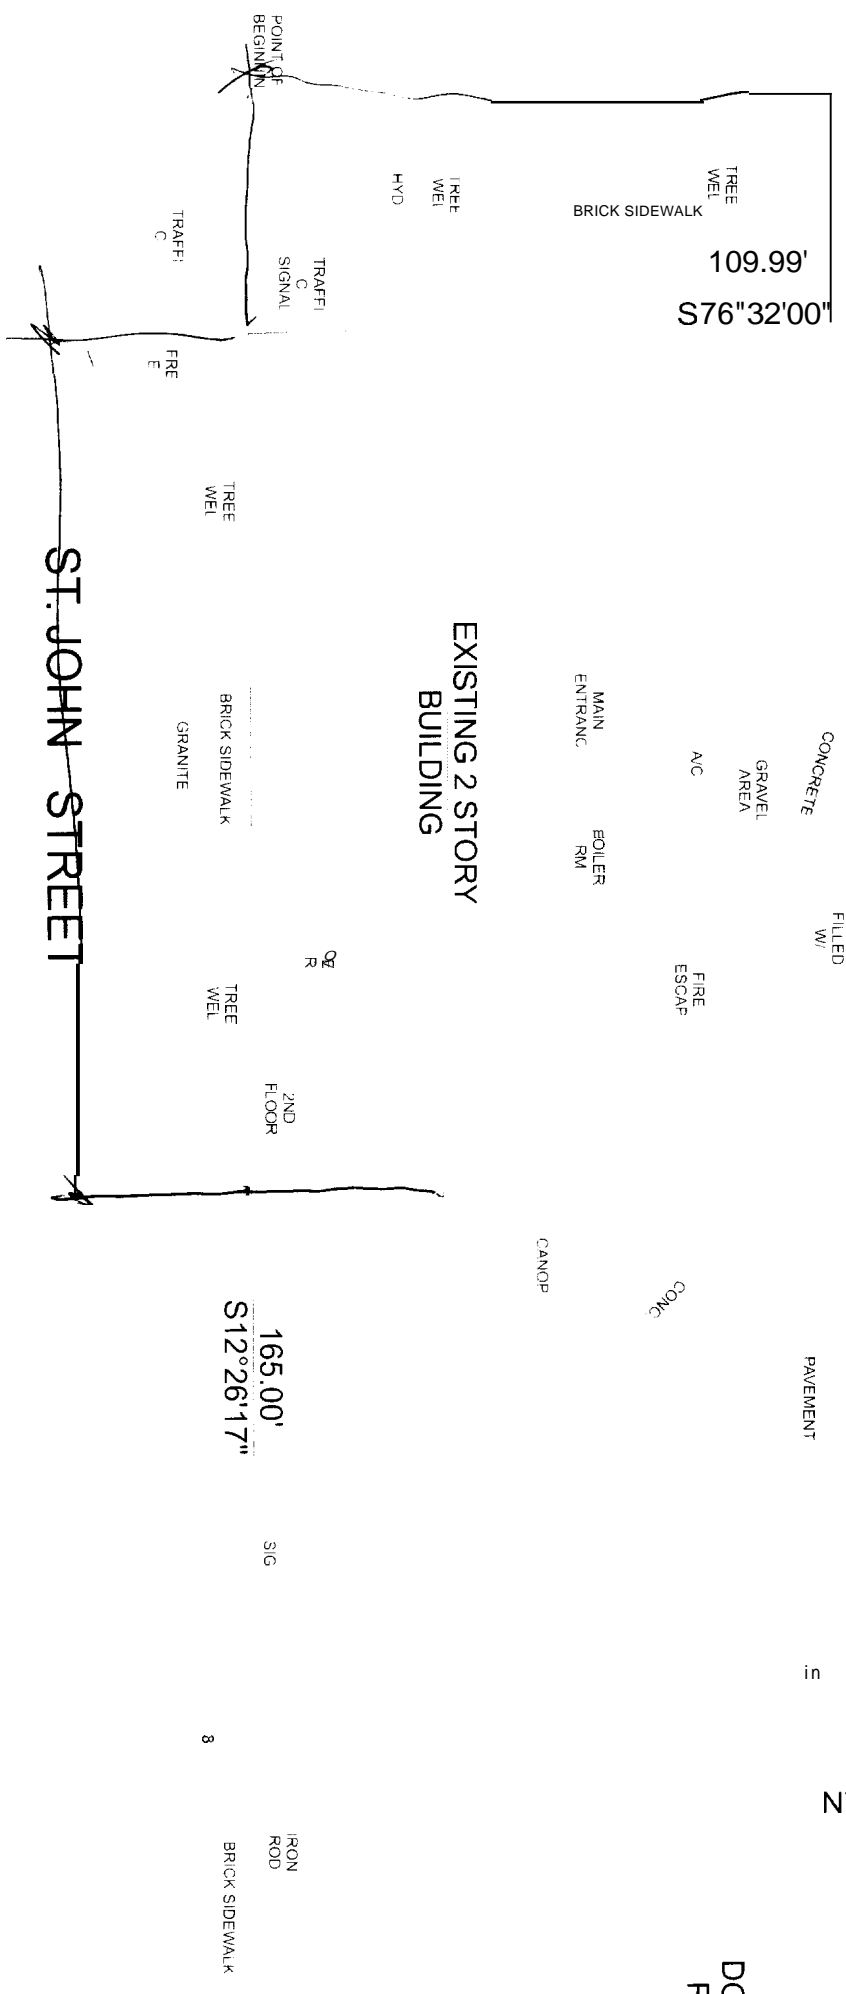 POINT OF
BEGINNIN
HYD
TREE
WEL
TREE
WEL
BRICK SIDEWALK
109.99'
S76"32'00"
TRAFFI
C
TRAFFI
C
SIGNAL
FRE
E
TREE
WEL
ST. JOHN STREET
EXISTING 2 STORY
BUILDING
MAIN
ENTRANC
A/C
GRAVEL
AREA
CONCRETE
BRICK SIDEWALK
GRANITE
BOILER
RM
FILLED
W/
FIRE
ESCAP
R
TREE
WEL
2ND
FLOOR
CANOP
CONC
165.00'
S12°26'17"
PAVEMENT
SIG
in
8
IRON
ROD
BRICK SIDEWALK